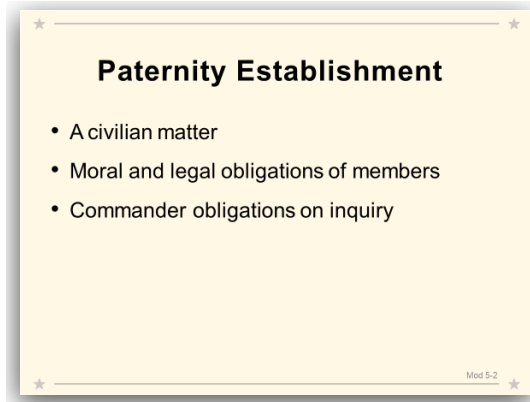 Paternity Establishment
• A civilian matter
• Moral and legal obligations of members
• Commander obligations on inquiry
Mod 5-2